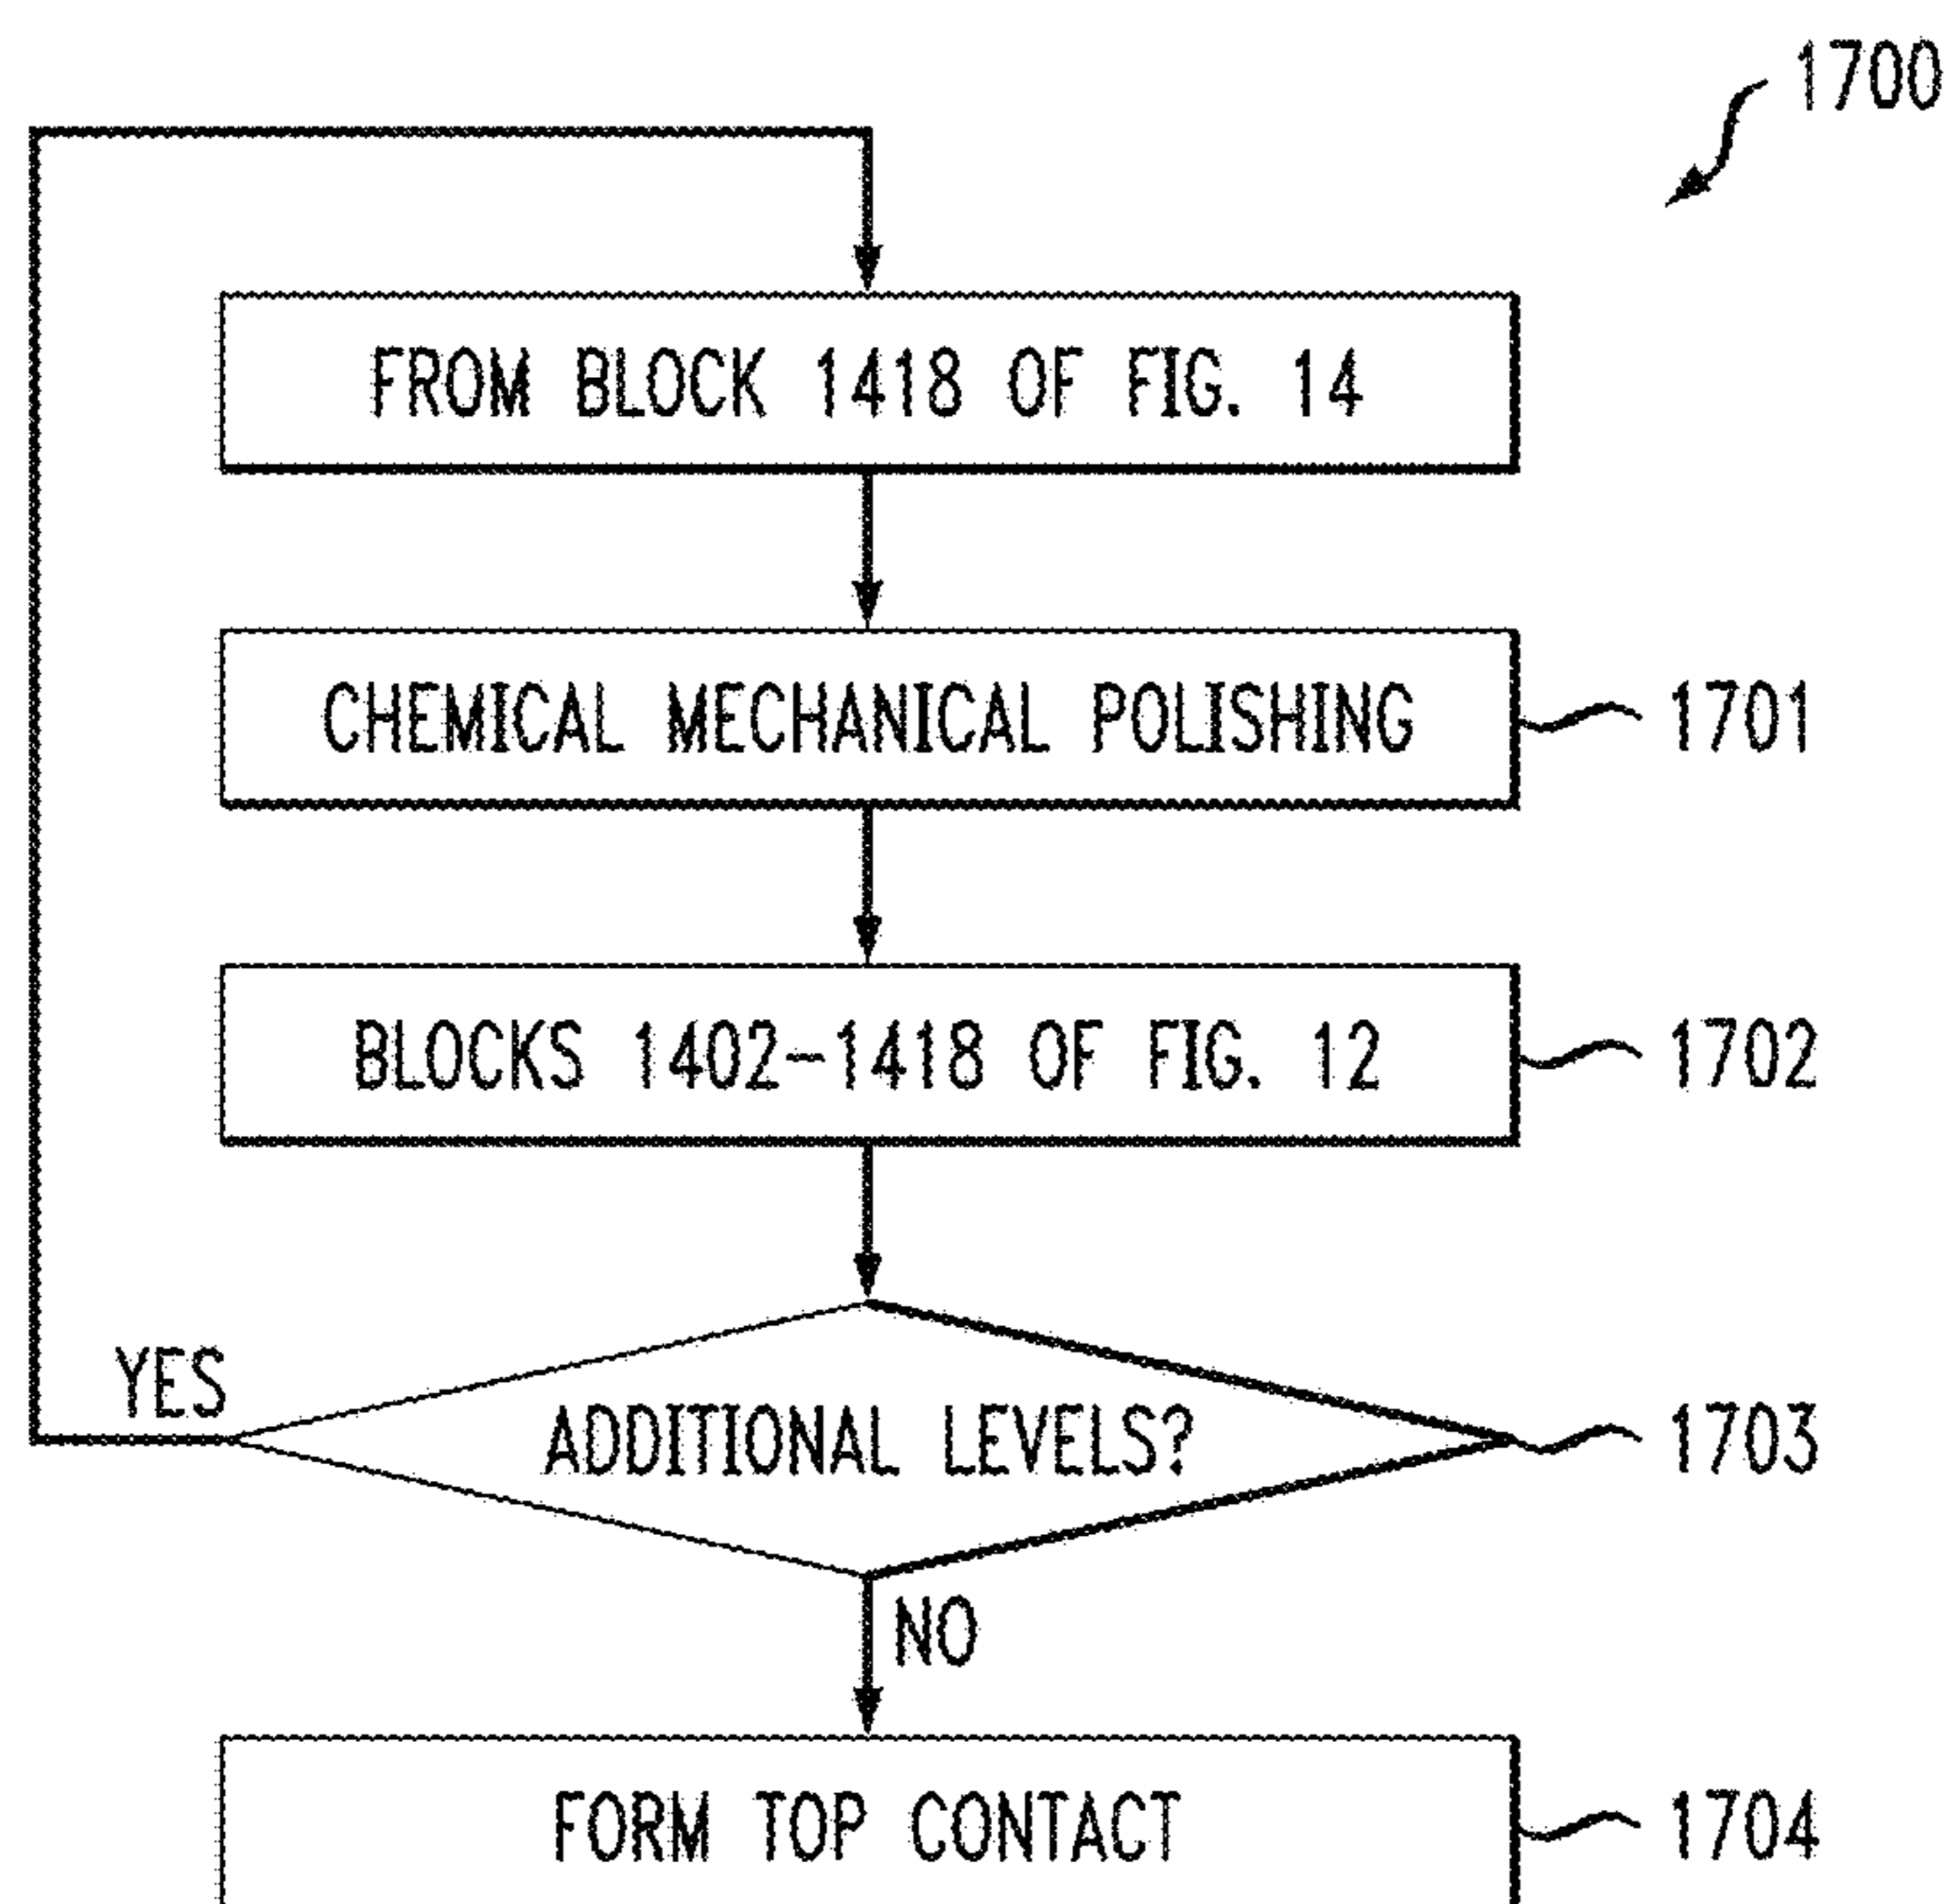 1700
FROM BLOCK 1418 OF FIG. 14
CHEMICAL MECHANICAL POLISHING
1701
BLOCKS 1402-1418 OF FIG. 12
1702
YES
ADDITIONAL LEVELS?
1703
NO
FORM TOP CONTACT
1704